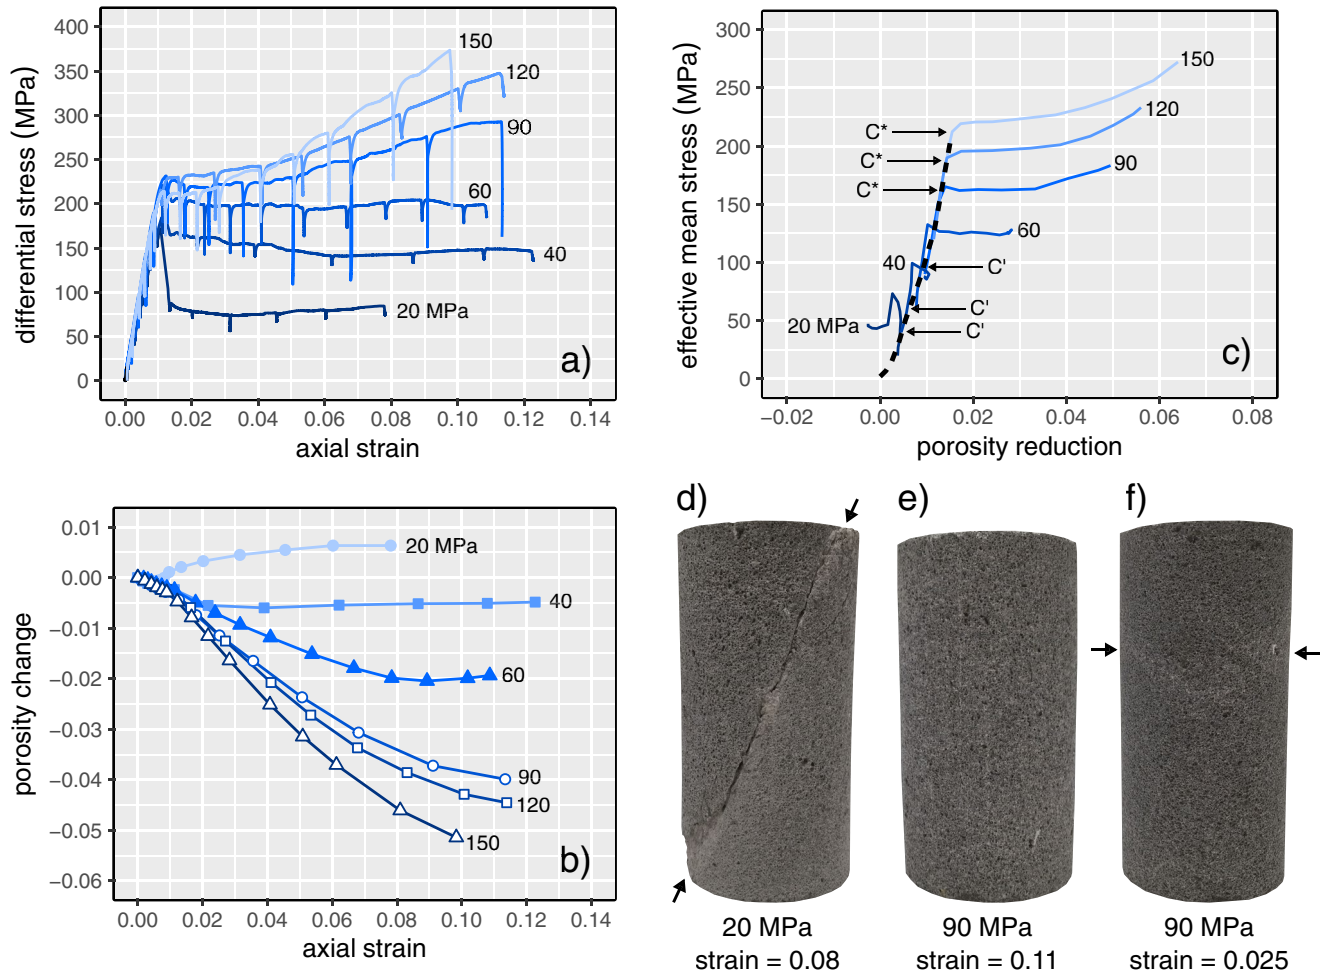 differential stress (MPa)
400
350
300
250
200
150
100
50
0
150
120
90
60
40
20 MPa
a)
0.00 0.02 0.04 0.06 0.08 0.10 0.12 0.14
axial strain
effective mean stress (MPa)
300
250
200
150
100
50
0
150
120
90
60
40
20 MPa
C*
C*
C*
C'
C'
C'
c)
−0.02 0.00 0.02 0.04 0.06 0.08
porosity reduction
porosity change
0.01
0.00
−0.01
−0.02
−0.03
−0.04
−0.05
−0.06
20 MPa
40
60
90
120
150
b)
0.00 0.02 0.04 0.06 0.08 0.10 0.12 0.14
axial strain
d)
20 MPa
strain = 0.08
e)
90 MPa
strain = 0.11
f)
90 MPa
strain = 0.025